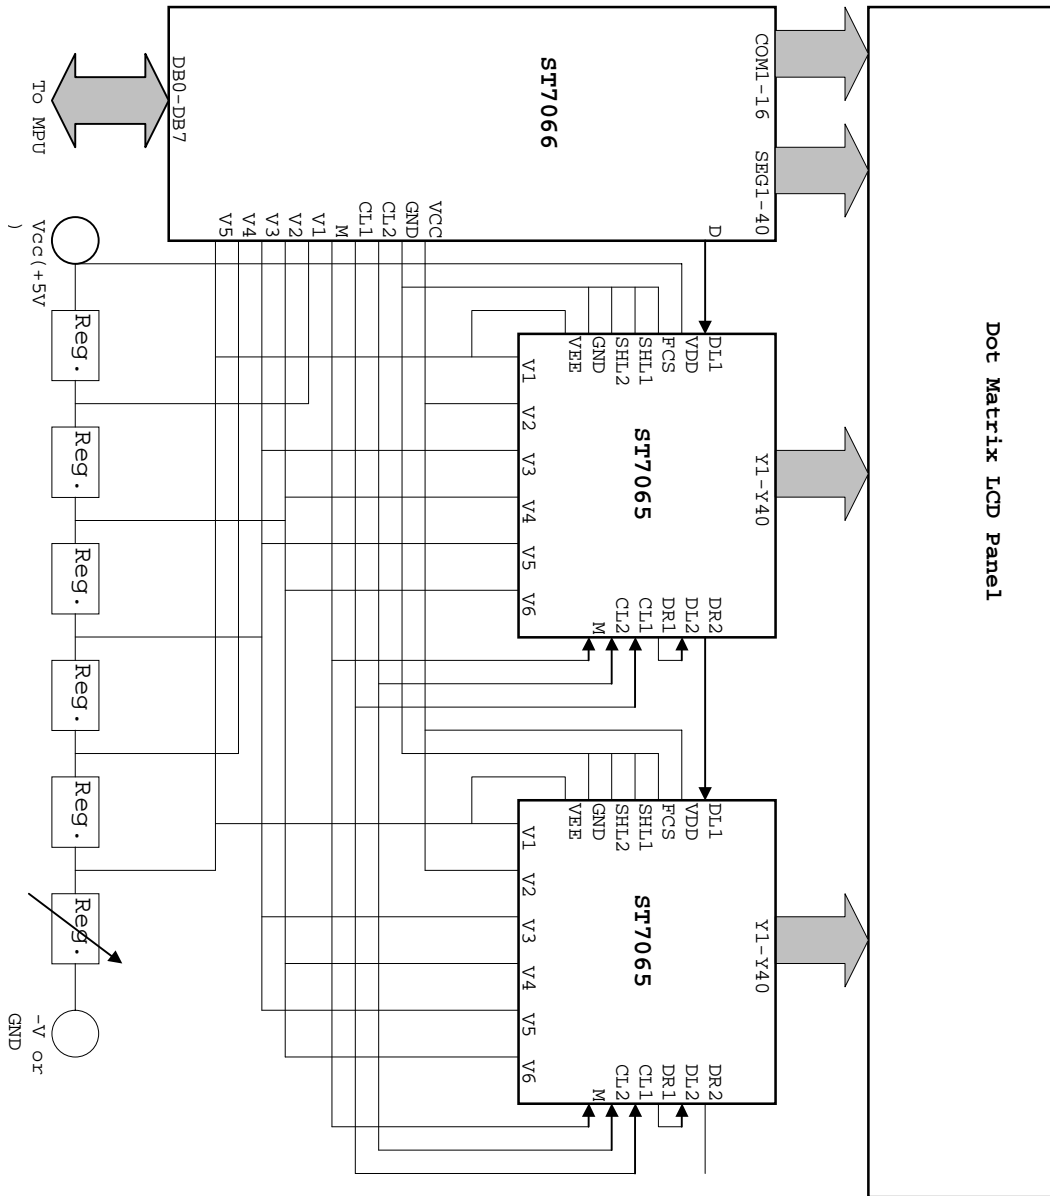 ST7066
DB0-DB7
To MPU
COM1-16
SEG1-40
V5
V4
V3
V2
V1
M
CL1
CL2
GND
VCC
D
Vcc(+5V
)
Reg.
Reg.
Reg.
Reg.
Reg.
Reg.
-V or
GND
VEE
GND
SHL2
SHL1
FCS
VDD
DL1
V1
V2
V3
V4
V5
V6
ST7065
Y1-Y40
M
CL2
CL1
DR1
DL2
DR2
VEE
GND
SHL2
SHL1
FCS
VDD
DL1
V1
V2
V3
V4
V5
V6
ST7065
Y1-Y40
M
CL2
CL1
DR1
DL2
DR2
Dot Matrix LCD Panel